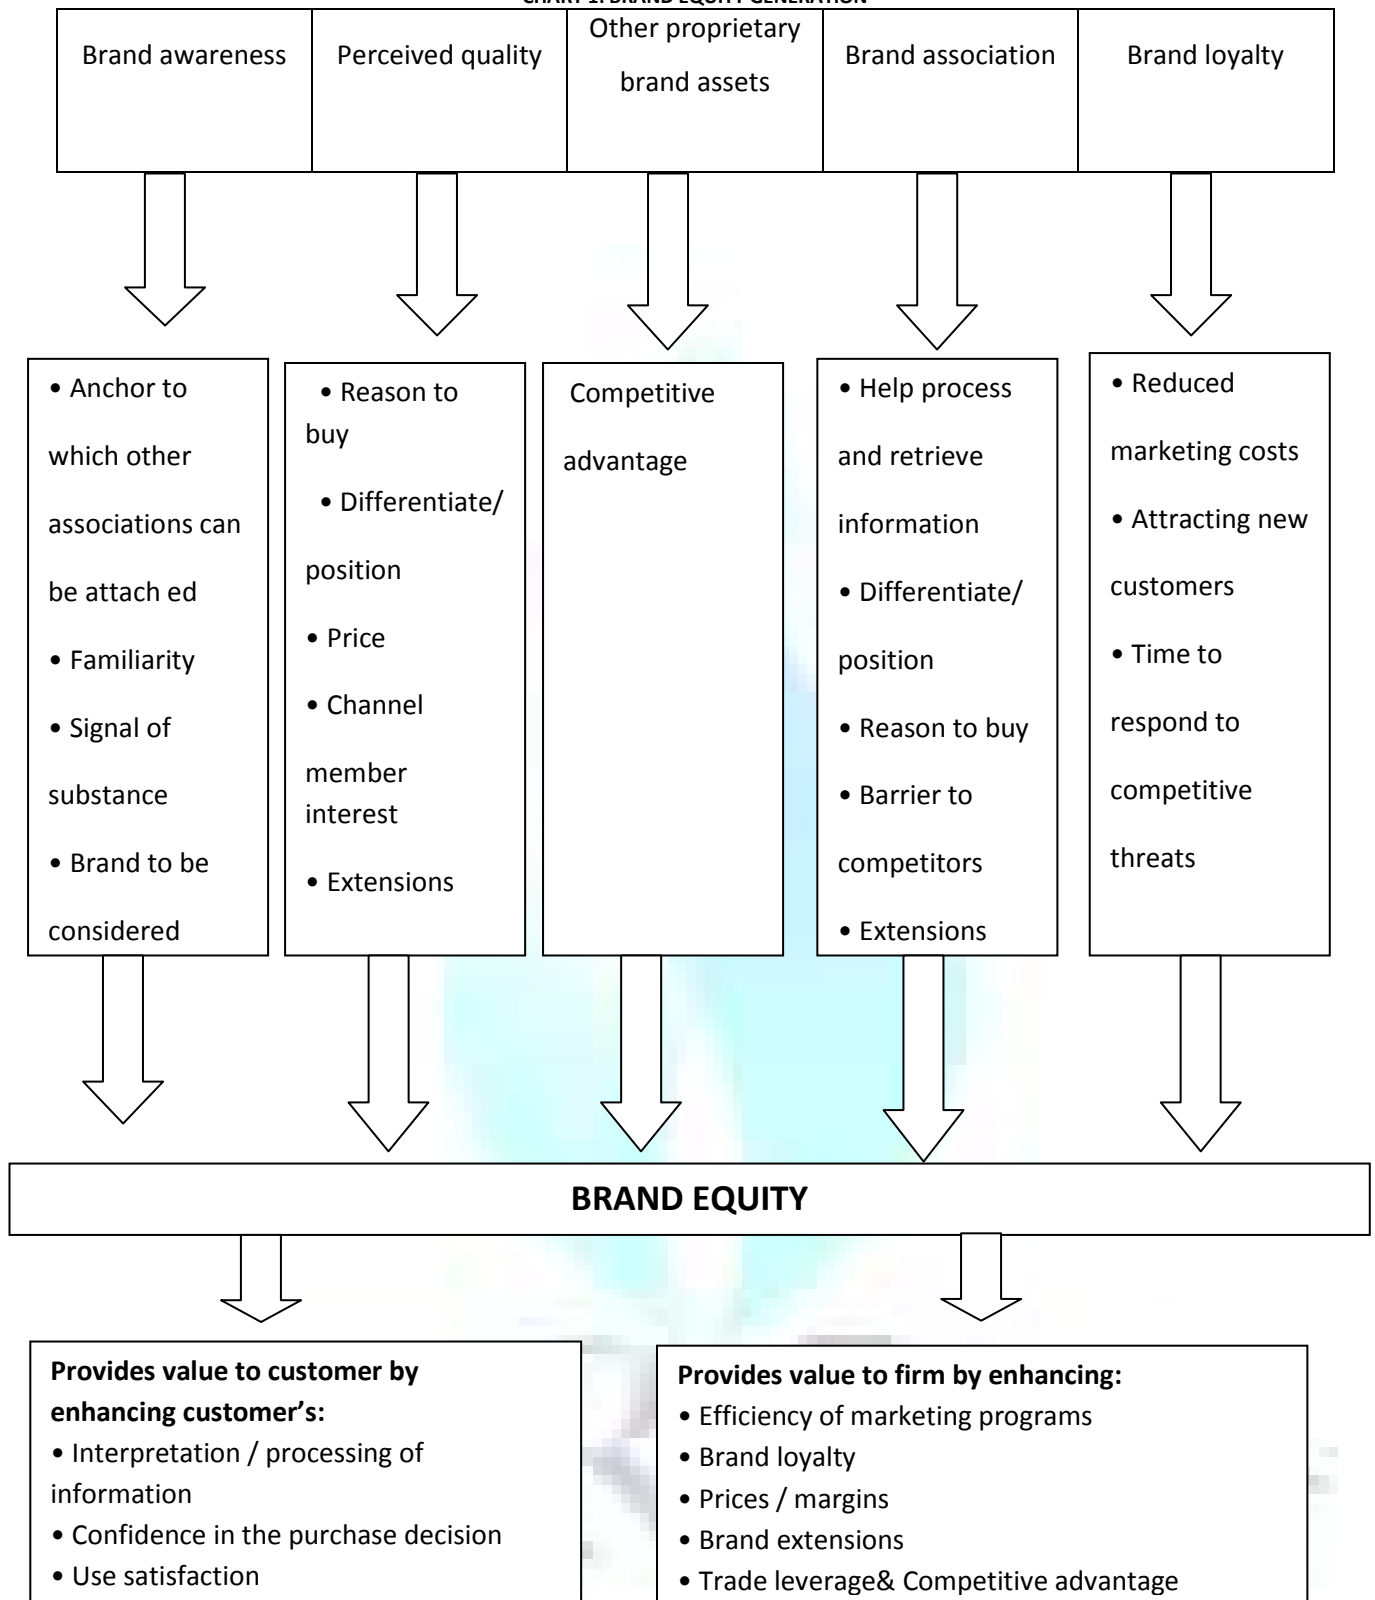 CHART 1: BRAND EQUITY GENERATION
Brand awareness
Perceived quality
Other proprietary
brand assets
Brand association
Brand loyalty
• Anchor to
which other
associations can
be attach ed
• Familiarity
• Signal of
substance
• Brand to be
considered
• Reason to
buy
• Differentiate/
position
• Price
• Channel
member
interest
• Extensions
Competitive
advantage
• Help process
and retrieve
information
• Differentiate/
position
• Reason to buy
• Barrier to
competitors
• Extensions
• Reduced
marketing costs
• Attracting new
customers
• Time to
respond to
competitive
threats
BRAND EQUITY
Provides value to customer by
enhancing customer’s:
• Interpretation / processing of
information
• Confidence in the purchase decision
• Use satisfaction
Provides value to firm by enhancing:
• Efficiency of marketing programs
• Brand loyalty
• Prices / margins
• Brand extensions
• Trade leverage& Competitive advantage